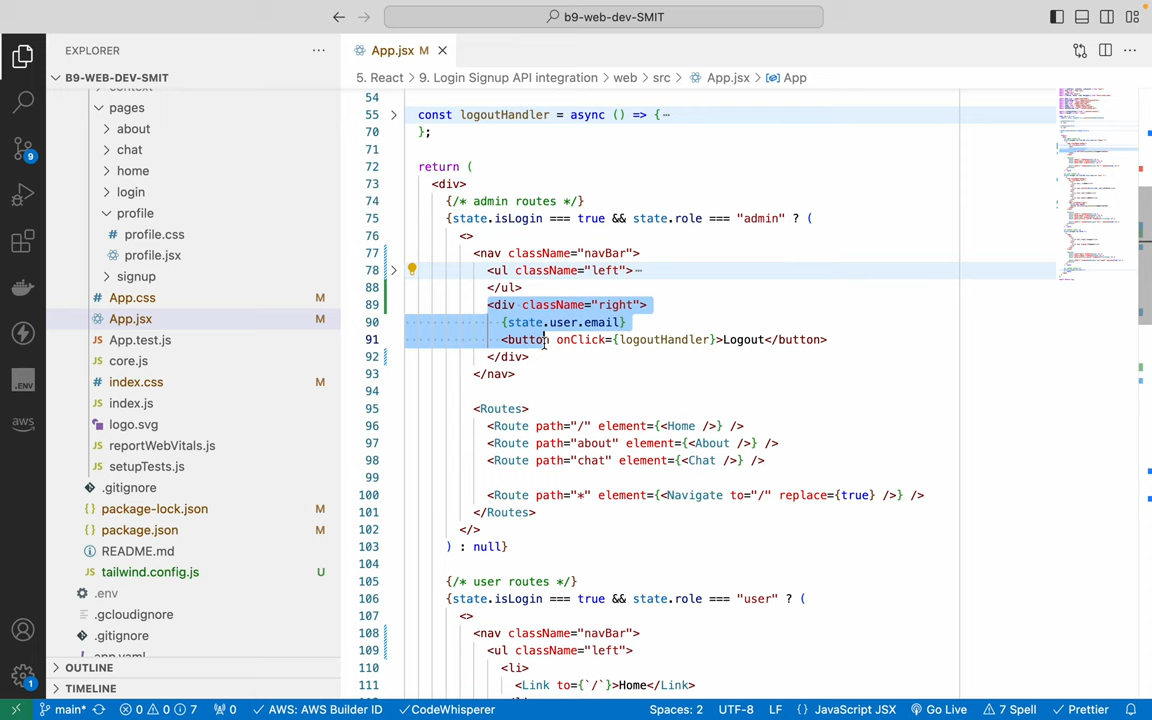 b9-web-dev-SMIT
EXPLORER
App.jsx M
B9-WEB-DEV-SMIT
5. React > 9. Login Signup API integration > web > src > App.jsx > App
pages
about
chat
home
login
profile
profile.css
profile.jsx
signup
App.css M
App.jsx M
App.test.js
core.js
index.css M
index.js
logo.svg
reportWebVitals.js
setupTests.js
.gitignore
package-lock.json M
package.json M
README.md
tailwind.config.js U
.env
.gcloudignore
.gitignore
app.yaml
OUTLINE
TIMELINE
54
55 const logoutHandler = async () => {
70 };
71
72 return (
73 <div>
74 {/* admin routes */}
75 {state.isLogin === true && state.role === "admin" ? (
76 <>
77 <nav className="navBar">
78 <ul className="left">
88 </ul>
89 <div className="right">
90 {state.user.email}
91 <button onClick={logoutHandler}>Logout</button>
92 </div>
93 </nav>
94
95 <Routes>
96 <Route path="/" element={<Home />} />
97 <Route path="about" element={<About />} />
98 <Route path="chat" element={<Chat />} />
99
100 <Route path="*" element={<Navigate to="/" replace={true} />} />
101 </Routes>
102 </>
103 ) : null}
104
105 {/* user routes */}
106 {state.isLogin === true && state.role === "user" ? (
107 <>
108 <nav className="navBar">
109 <ul className="left">
110 <li>
111 <Link to={`/`}>Home</Link>
9
.ENV
aws
1
main* 0 0 7 0 AWS: AWS Builder ID CodeWhisperer Spaces: 2 UTF-8 LF {} JavaScript JSX Go Live 7 Spell Prettier